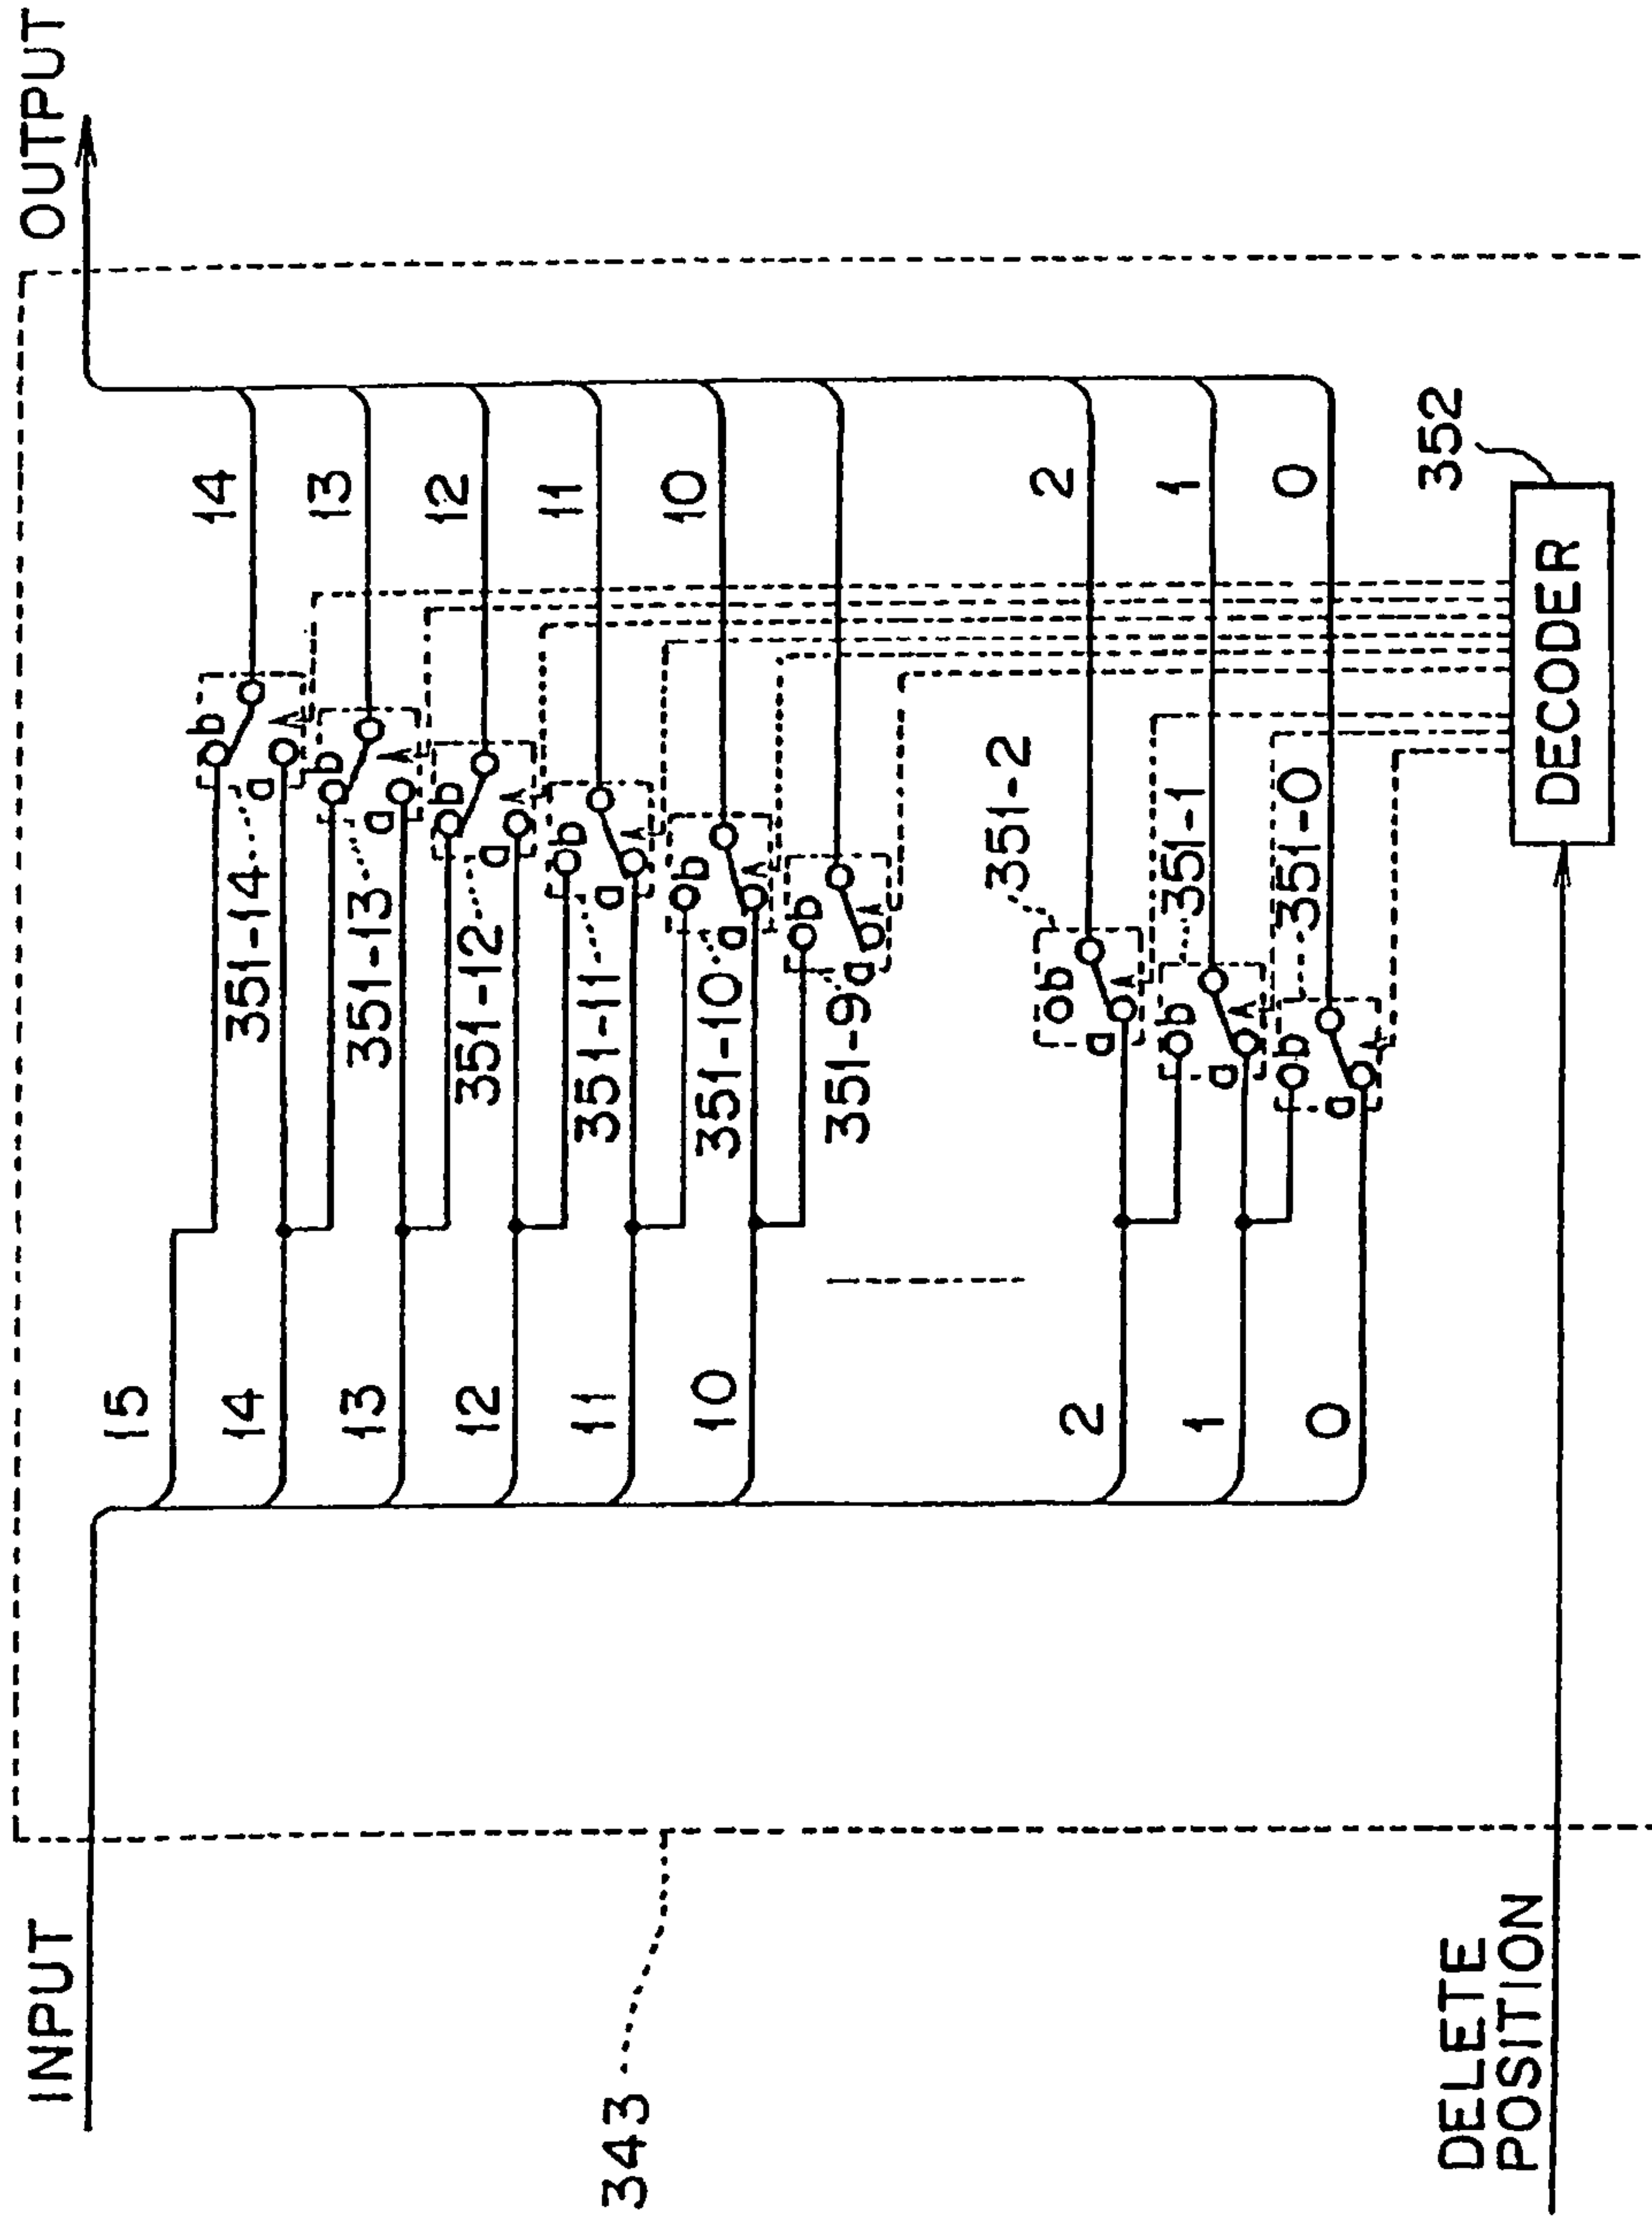 INPUT
OUTPUT
343
15
14
13
12
11
10
2
1
0
351-14
351-13
351-12
351-11
351-10
351-9
351-2
351-1
351-0
b
a
b
a
b
a
b
a
b
a
b
a
b
a
b
a
b
a
14
13
12
11
10
2
1
0
DELETE
POSITION
DECODER
352